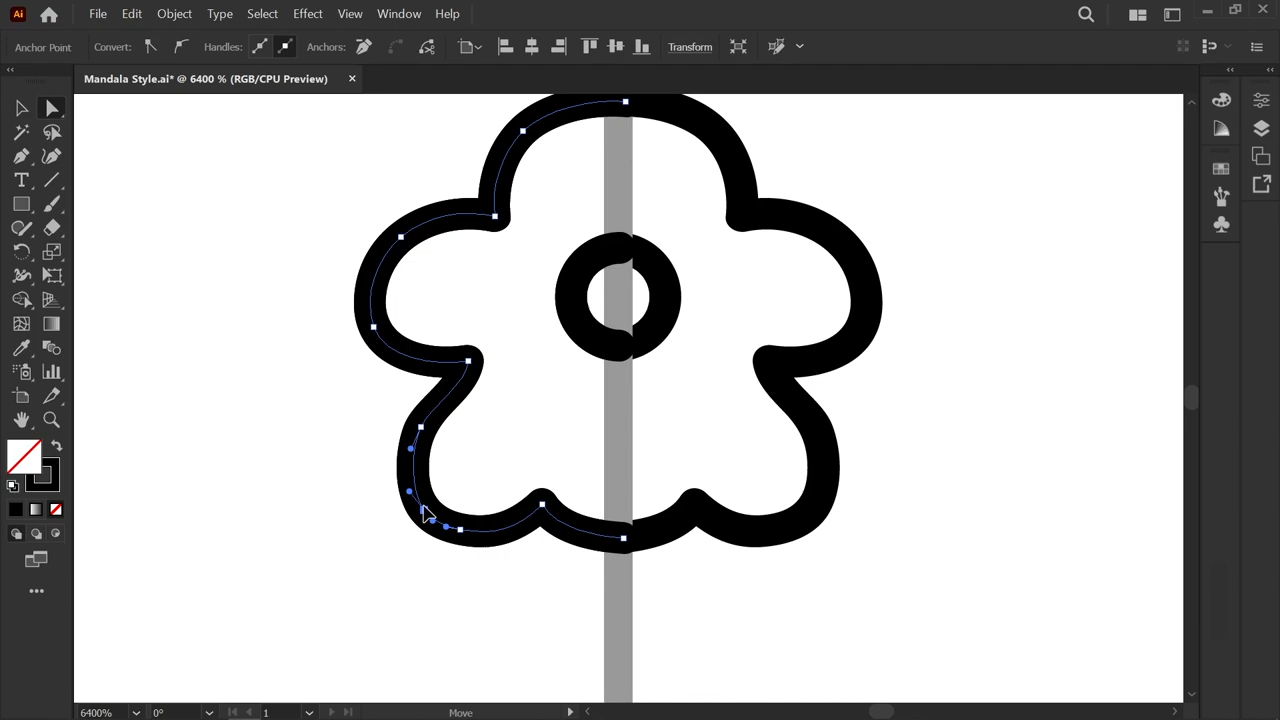 Ai File Edit Object Type Select Effect View Window Help
Anchor Point Convert: Handles: Anchors: Transform
Mandala Style.ai* @ 6400 % (RGB/CPU Preview)
T
6400% 0° 1 Move